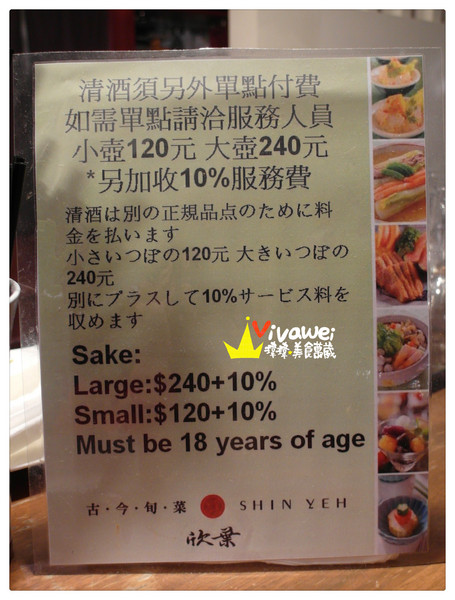 清酒須另外單點付費
如需單點請洽服務人員
小壺120元 大壺240元
*另加收10%服務費
清酒は別の正規品点のために料
金を払います
小さいつぼの120元 大きいつぼの
240元
別にプラスして10%サービス料を
収めます
Vivawei
Sake:
Large:$240+10%
Small:$120+10%
Must be 18 years of age
古·今·旬·菜 SHIN YEH
欣葉